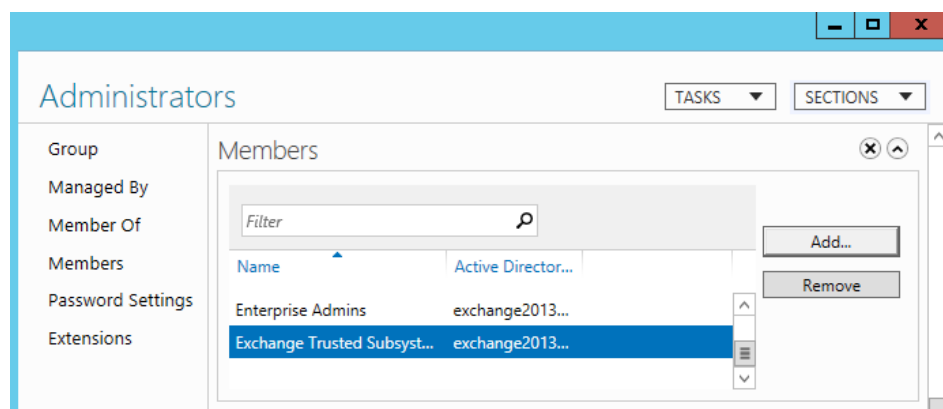 Administrators
TASKS
SECTIONS
Group
Managed By
Member Of
Members
Password Settings
Extensions
Members
Filter
Add...
Remove
Name Active Director...
Enterprise Admins exchange2013...
Exchange Trusted Subsyst... exchange2013...